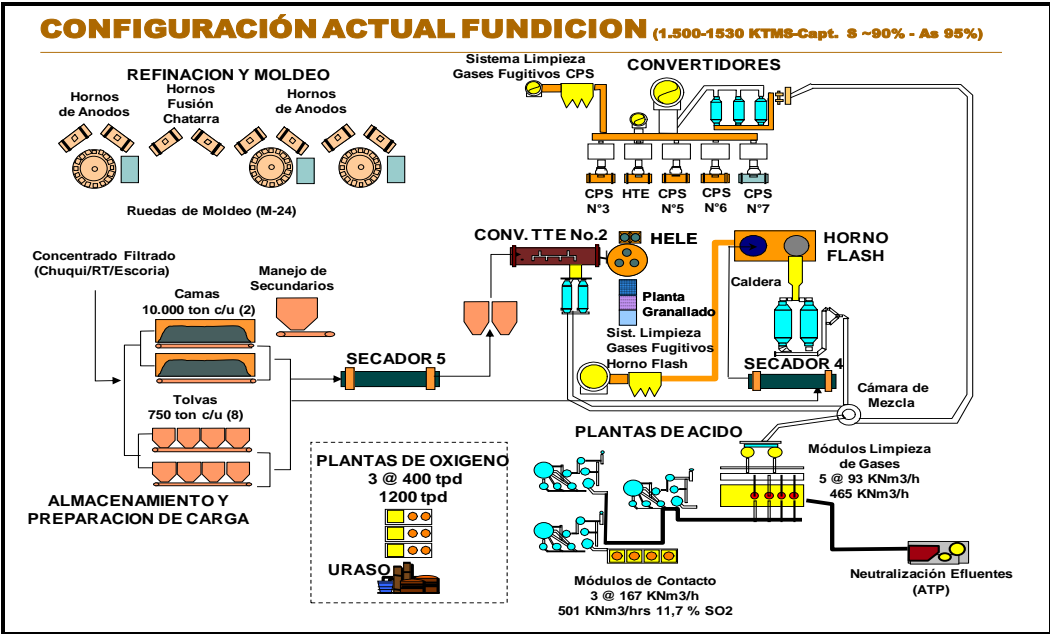 CONFIGURACIÓN ACTUAL FUNDICION (1.500-1530 KTMS-Capt. S ~90% - As 95%)
REFINACION Y MOLDEO
Hornos
de Anodos
Hornos
Fusión
Chatarra
Hornos
de Anodos
Ruedas de Moldeo (M-24)
Sistema Limpieza
Gases Fugitivos CPS
CONVERTIDORES
CPS
N°3
HTE
CPS
N°5
CPS
N°6
CPS
N°7
Concentrado Filtrado
(Chuqui/RT/Escoria)
Camas
10.000 ton c/u (2)
Manejo de
Secundarios
Tolvas
750 ton c/u (8)
ALMACENAMIENTO Y
PREPARACION DE CARGA
SECADOR 5
CONV. TTE No.2
HELE
Planta
Granallado
Sist. Limpieza
Gases Fugitivos
Horno Flash
HORNO
FLASH
Caldera
SECADOR 4
Cámara de
Mezcla
PLANTAS DE OXIGENO
3 @ 400 tpd
1200 tpd
URASO
PLANTAS DE ACIDO
Módulos Limpieza
de Gases
5 @ 93 KNm3/h
465 KNm3/h
Módulos de Contacto
3 @ 167 KNm3/h
501 KNm3/hrs 11,7 % SO2
Neutralización Efluentes
(ATP)